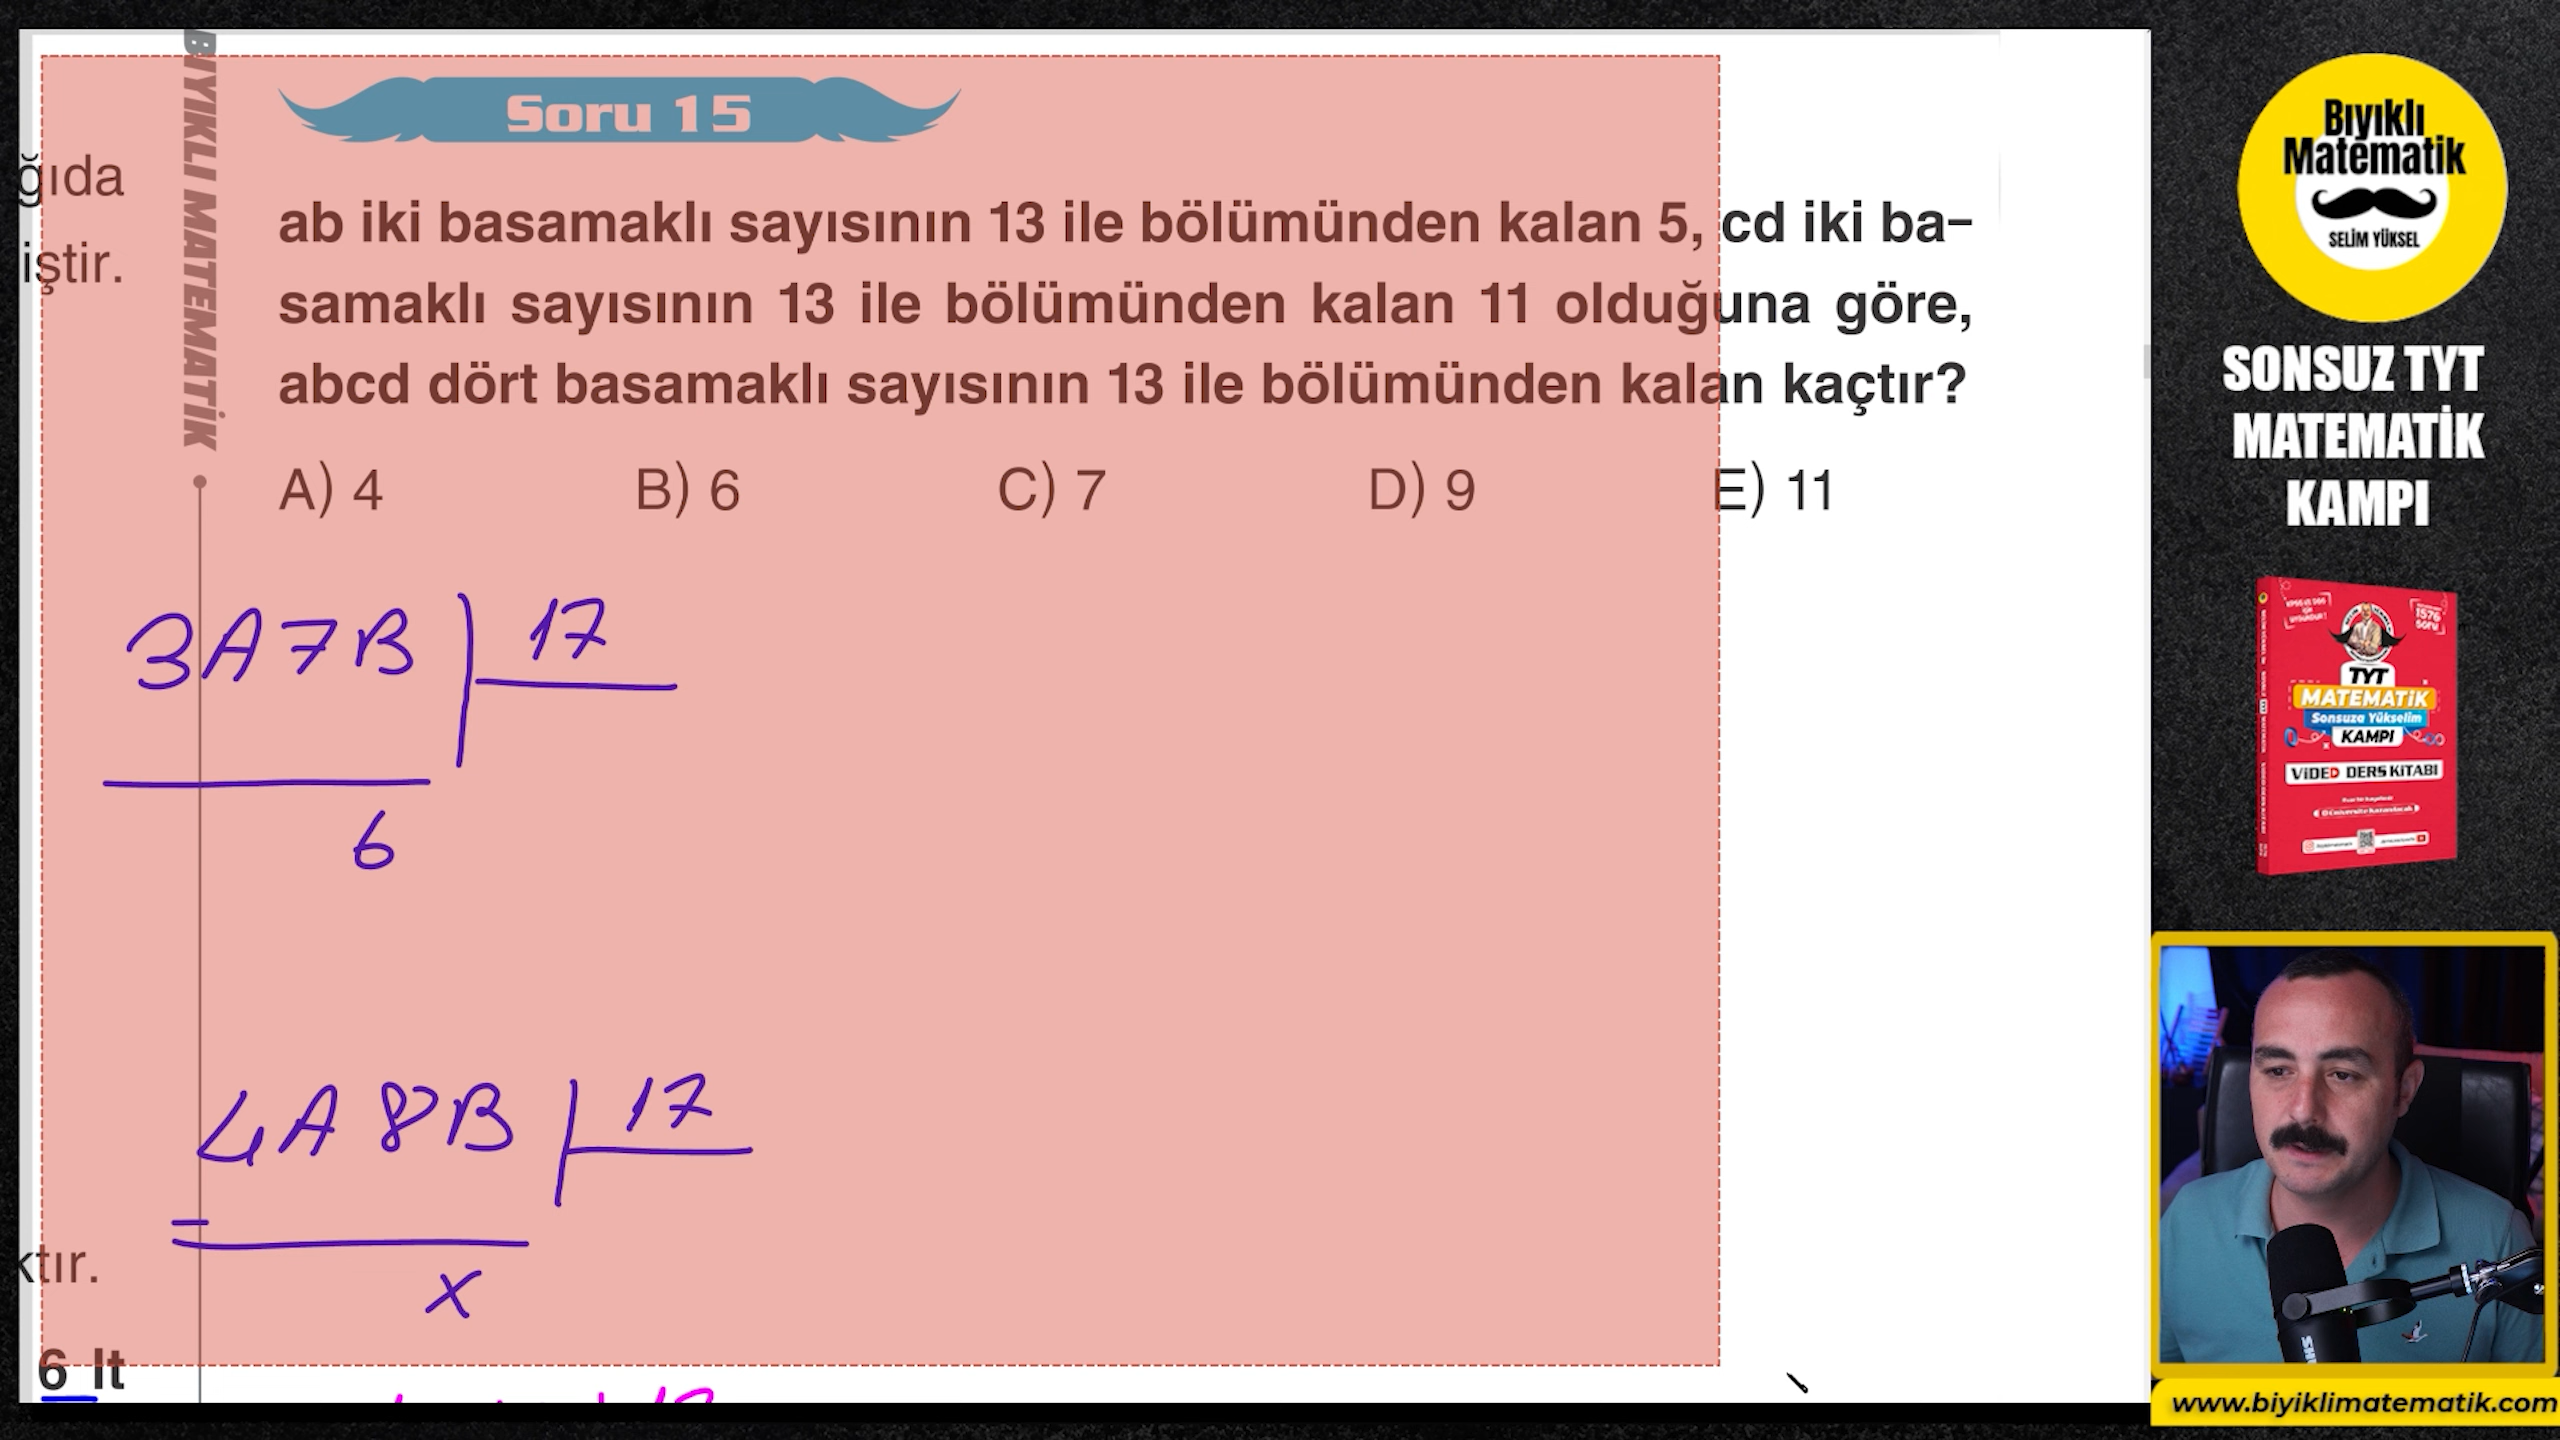 BIYIKLI MATEMATİK
ğıda
iştir.
Soru 15
ab iki basamaklı sayısının 13 ile bölümünden kalan 5, cd iki ba-
samaklı sayısının 13 ile bölümünden kalan 11 olduğuna göre,
abcd dört basamaklı sayısının 13 ile bölümünden kalan kaçtır?
A) 4 B) 6 C) 7 D) 9 E) 11
3A7B 17
6
4A8B 17
=
x
ktır.
6 lt
Bıyıklı
Matematik
SELİM YÜKSEL
SONSUZ TYT
MATEMATİK
KAMPI
1576
Soru
TYT
MATEMATİK
Sonsuza Yükselim
KAMPI
VİDEO DERS KİTABI
www.biyiklimatematik.com